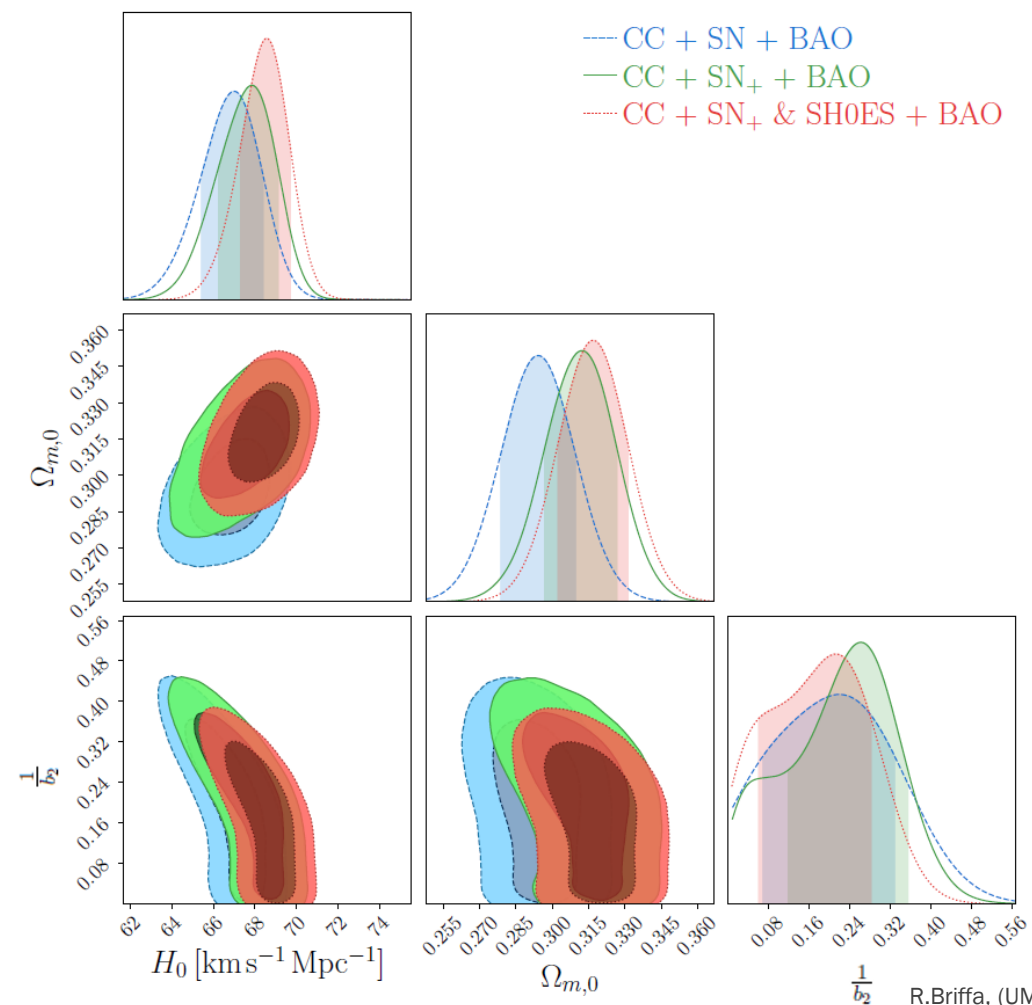 CC + SN + BAO
CC + SN₊ + BAO
CC + SN₊ & SH0ES + BAO
0.360
0.345
0.330
0.315
0.300
0.285
0.270
0.255
Ω_{m,0}
0.56
0.48
0.40
0.32
0.24
0.16
0.08
1/b₂
62 64 66 68 70 72 74
H₀ [km s⁻¹ Mpc⁻¹]
0.255 0.270 0.285 0.300 0.315 0.330 0.345 0.360
Ω_{m,0}
0.08 0.16 0.24 0.32 0.40 0.48 0.56
1/b₂
R.Briffa, (UM